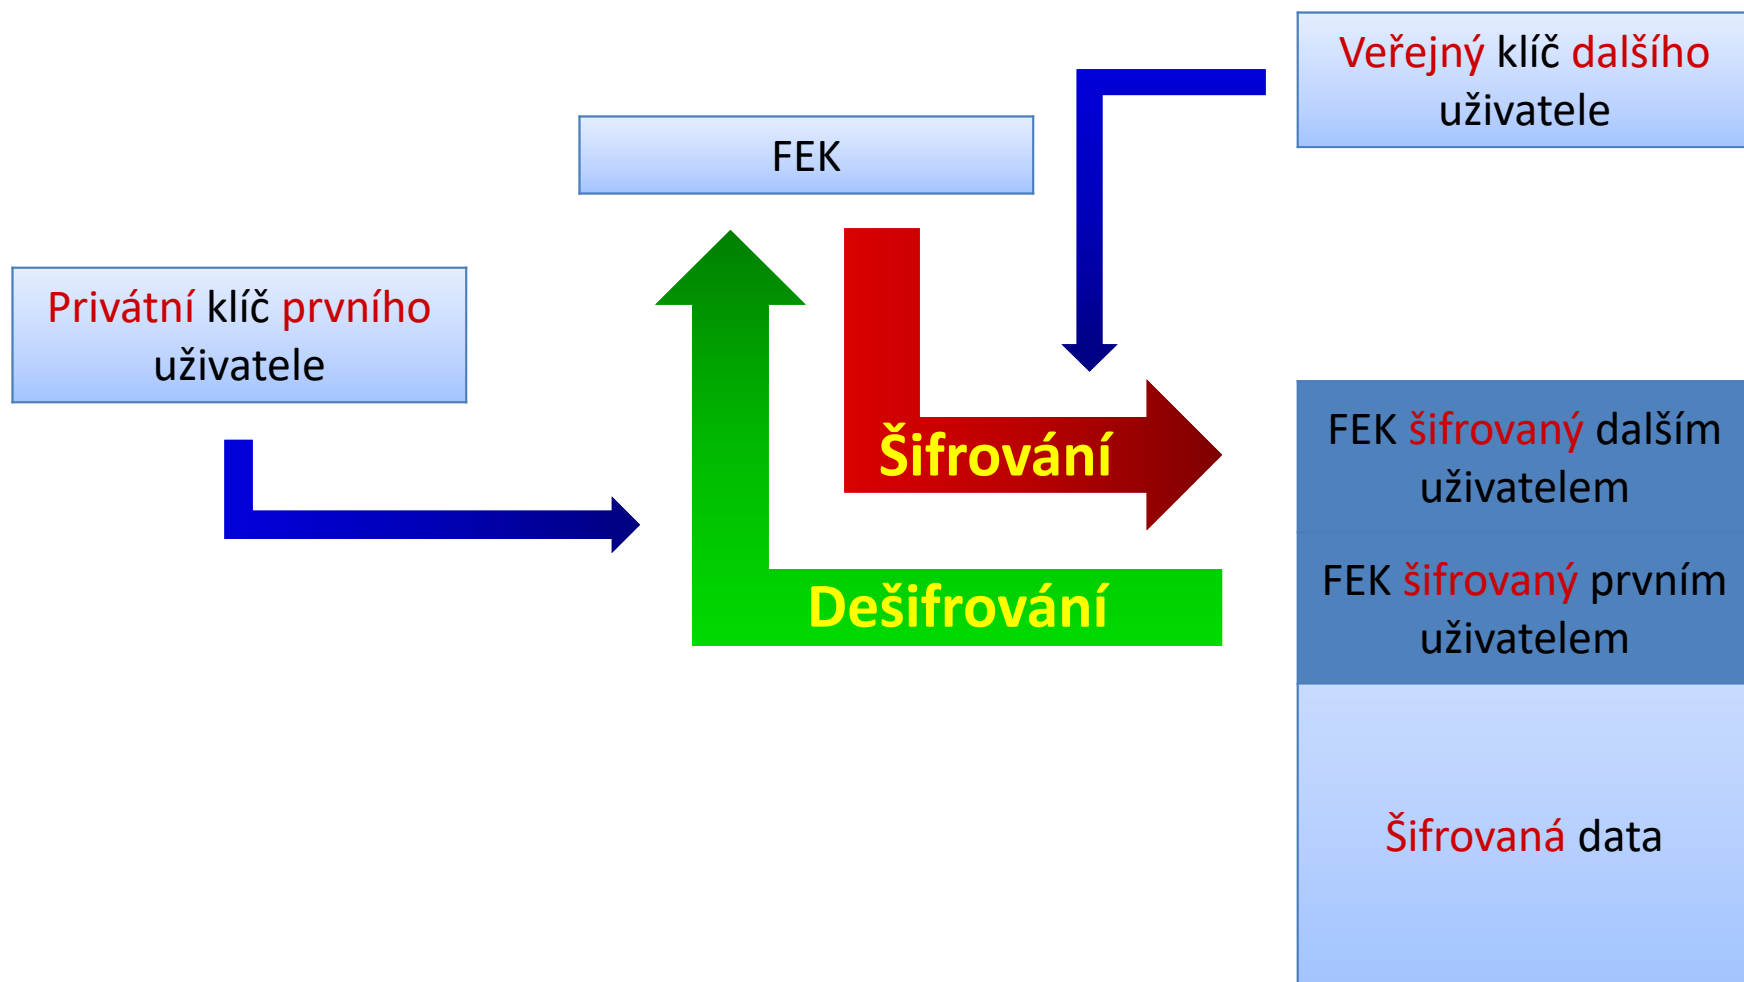 Veřejný klíč dalšího
uživatele
FEK
Privátní klíč prvního
uživatele
Šifrování
FEK šifrovaný dalším
uživatelem
Dešifrování
FEK šifrovaný prvním
uživatelem
Šifrovaná data